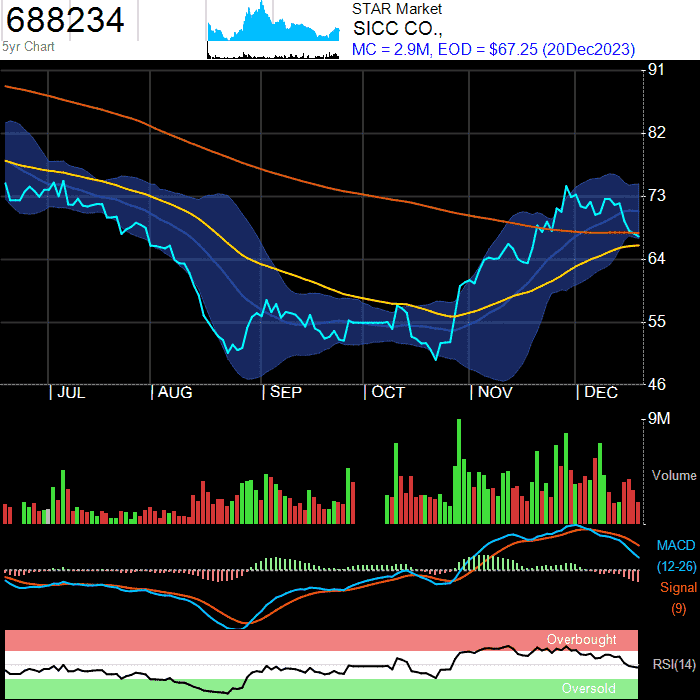 688234
5yr Chart
STAR Market
SICC CO.,
MC = 2.9M, EOD = $67.25 (20Dec2023)
91
82
73
64
55
46
| JUL | AUG | SEP | OCT | NOV | DEC
9M
Volume
MACD
(12-26)
Signal
(9)
Overbought
RSI(14)
Oversold